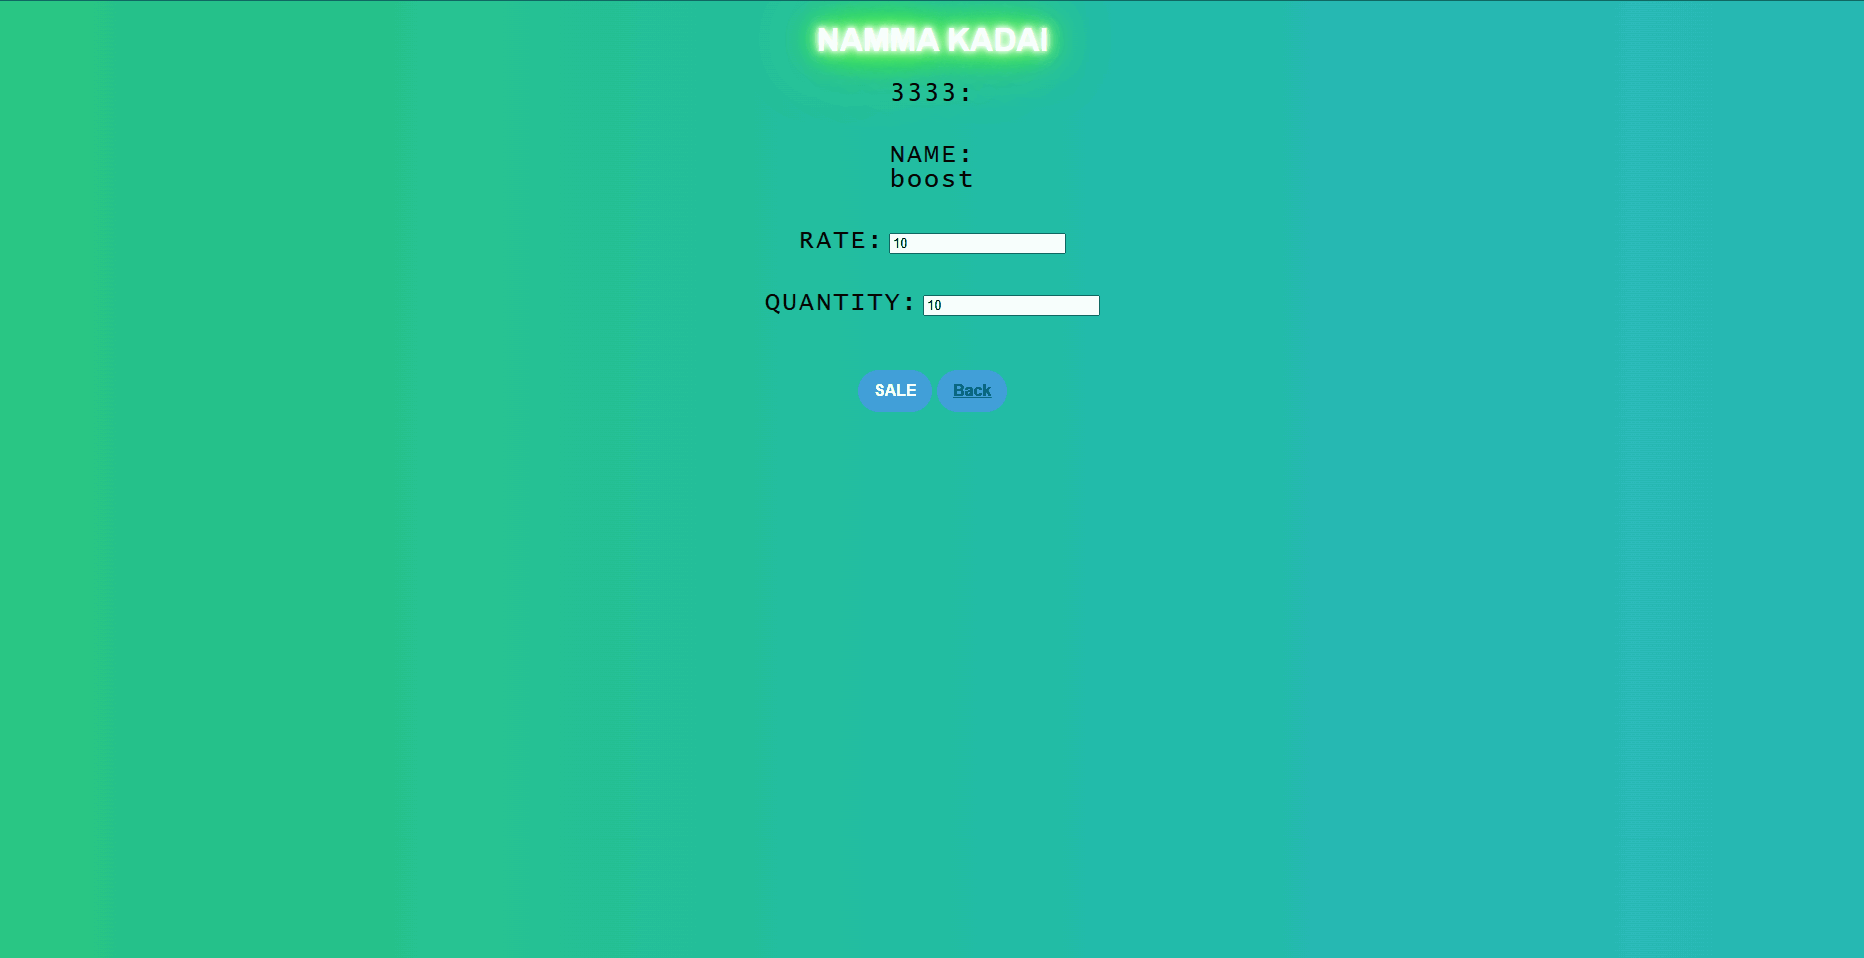 NAMMA KADAI
3333:
NAME:
boost
RATE: 10
QUANTITY: 10
SALE Back